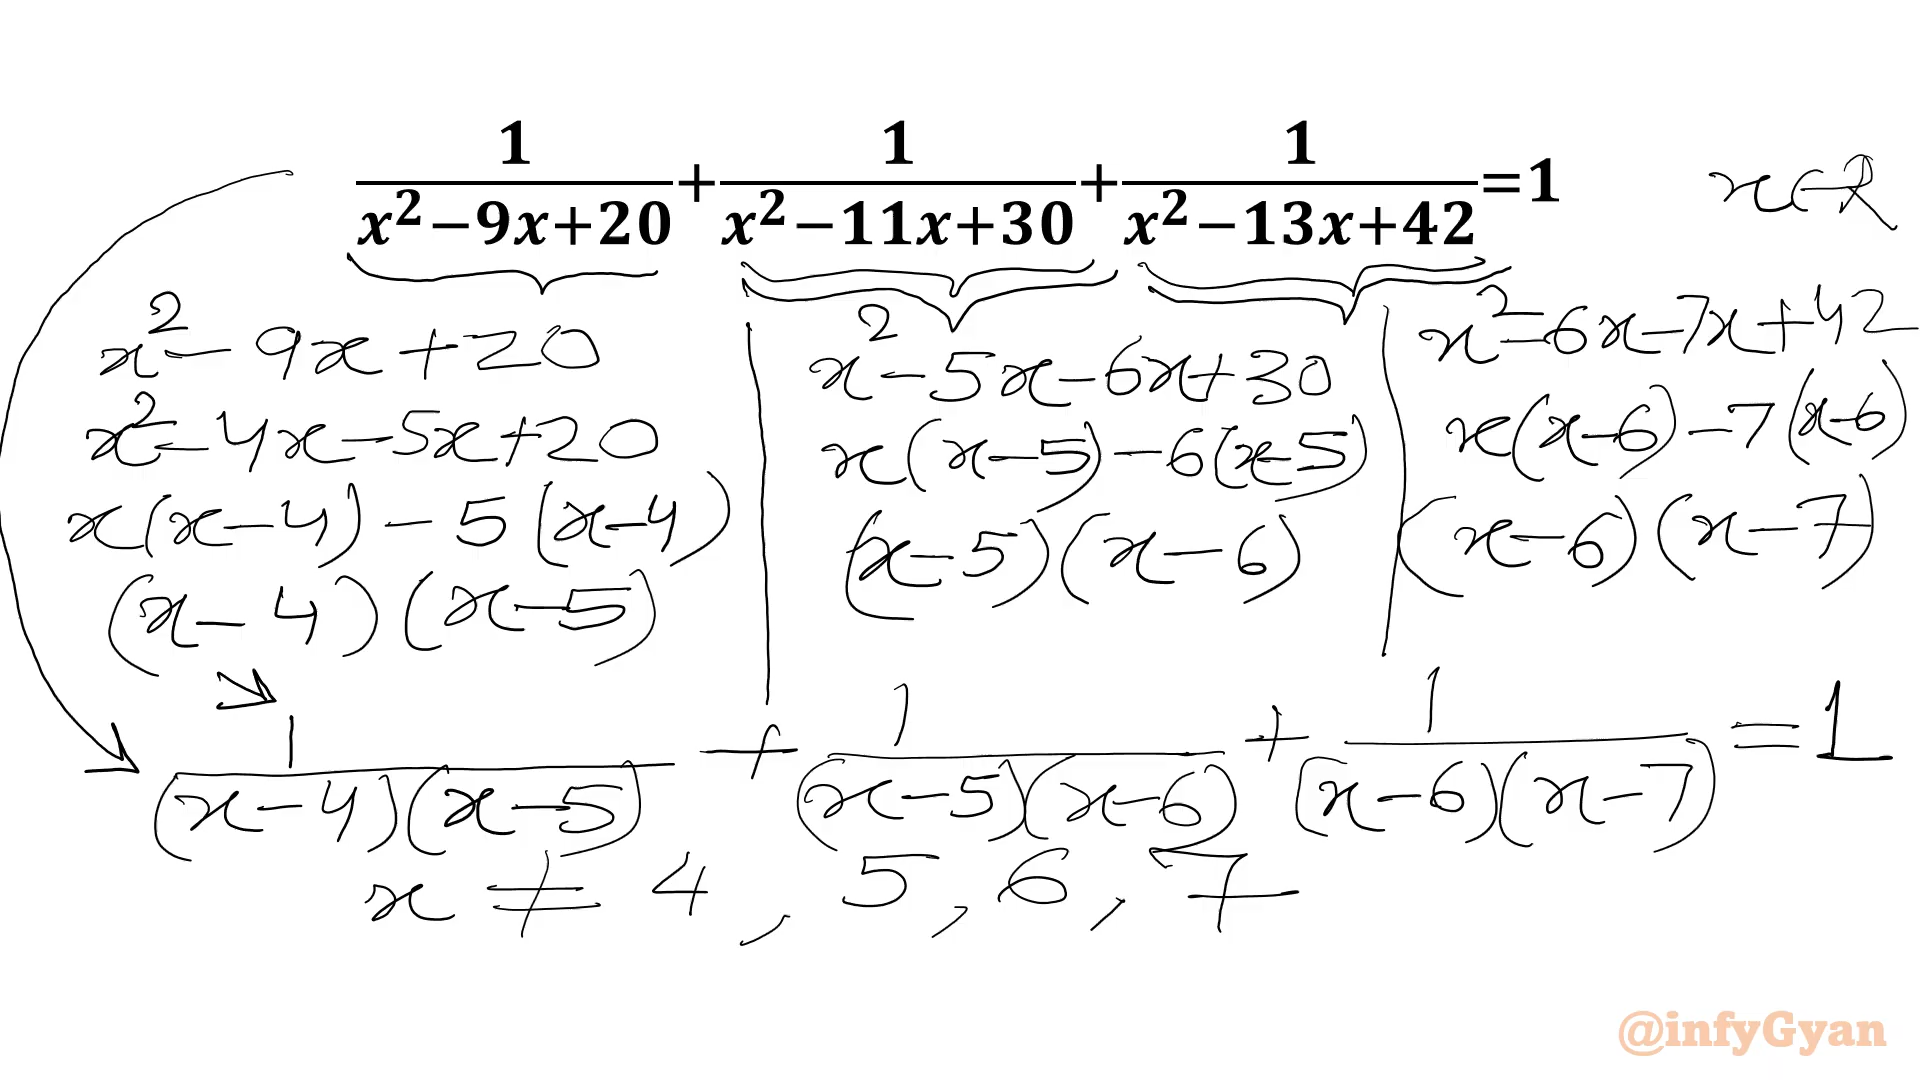 1/(x²−9x+20) + 1/(x²−11x+30) + 1/(x²−13x+42) = 1 x∈R
x²−9x+20
x²−4x−5x+20
x(x−4)−5(x−4)
(x−4)(x−5)
x²−5x−6x+30
x(x−5)−6(x−5)
(x−5)(x−6)
x²−6x−7x+42
x(x−6)−7(x−6)
(x−6)(x−7)
1/((x−4)(x−5)) + 1/((x−5)(x−6)) + 1/((x−6)(x−7)) = 1
x ≠ 4, 5, 6, 7
@infyGyan